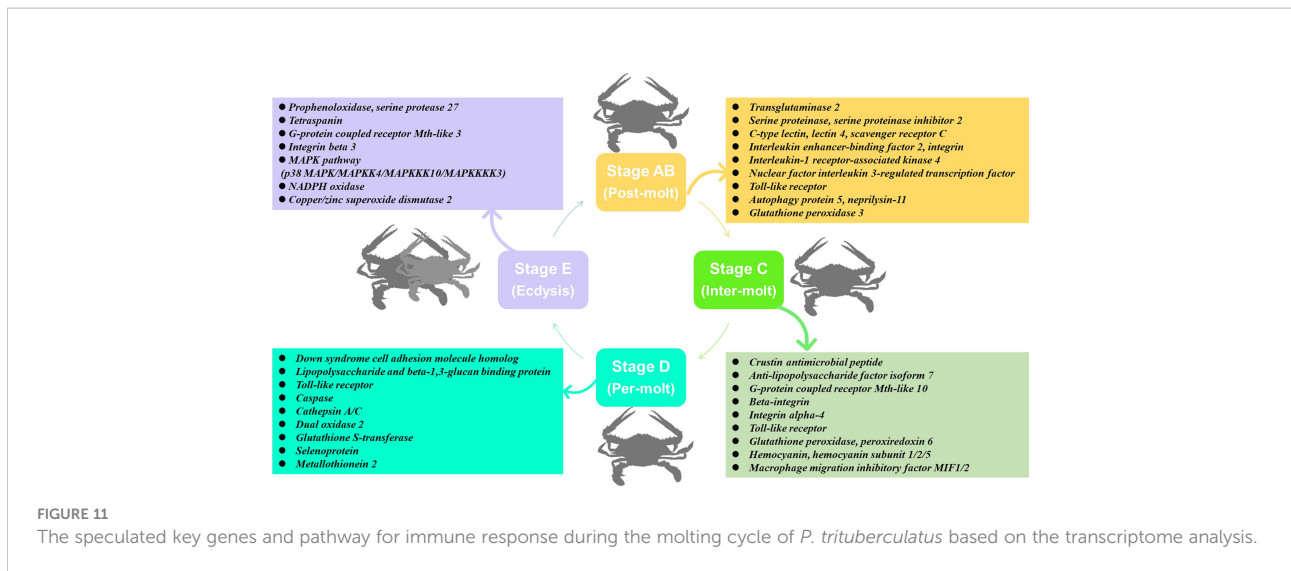 ● Prophenoloxidase, serine protease 27
● Tetraspanin
● G-protein coupled receptor Mth-like 3
● Integrin beta 3
● MAPK pathway
(p38 MAPK/MAPKK4/MAPKKK10/MAPKKKK3)
● NADPH oxidase
● Copper/zinc superoxide dismutase 2
Stage AB
(Post-molt)
● Transglutaminase 2
● Serine proteinase, serine proteinase inhibitor 2
● C-type lectin, lectin 4, scavenger receptor C
● Interleukin enhancer-binding factor 2, integrin
● Interleukin-1 receptor-associated kinase 4
● Nuclear factor interleukin 3-regulated transcription factor
● Toll-like receptor
● Autophagy protein 5, neprilysin-11
● Glutathione peroxidase 3
Stage E
(Ecdysis)
Stage C
(Inter-molt)
● Down syndrome cell adhesion molecule homolog
● Lipopolysaccharide and beta-1,3-glucan binding protein
● Toll-like receptor
● Caspase
● Cathepsin A/C
● Dual oxidase 2
● Glutathione S-transferase
● Selenoprotein
● Metallothionein 2
Stage D
(Per-molt)
● Crustin antimicrobial peptide
● Anti-lipopolysaccharide factor isoform 7
● G-protein coupled receptor Mth-like 10
● Beta-integrin
● Integrin alpha-4
● Toll-like receptor
● Glutathione peroxidase, peroxiredoxin 6
● Hemocyanin, hemocyanin subunit 1/2/5
● Macrophage migration inhibitory factor MIF1/2
FIGURE 11
The speculated key genes and pathway for immune response during the molting cycle of P. trituberculatus based on the transcriptome analysis.